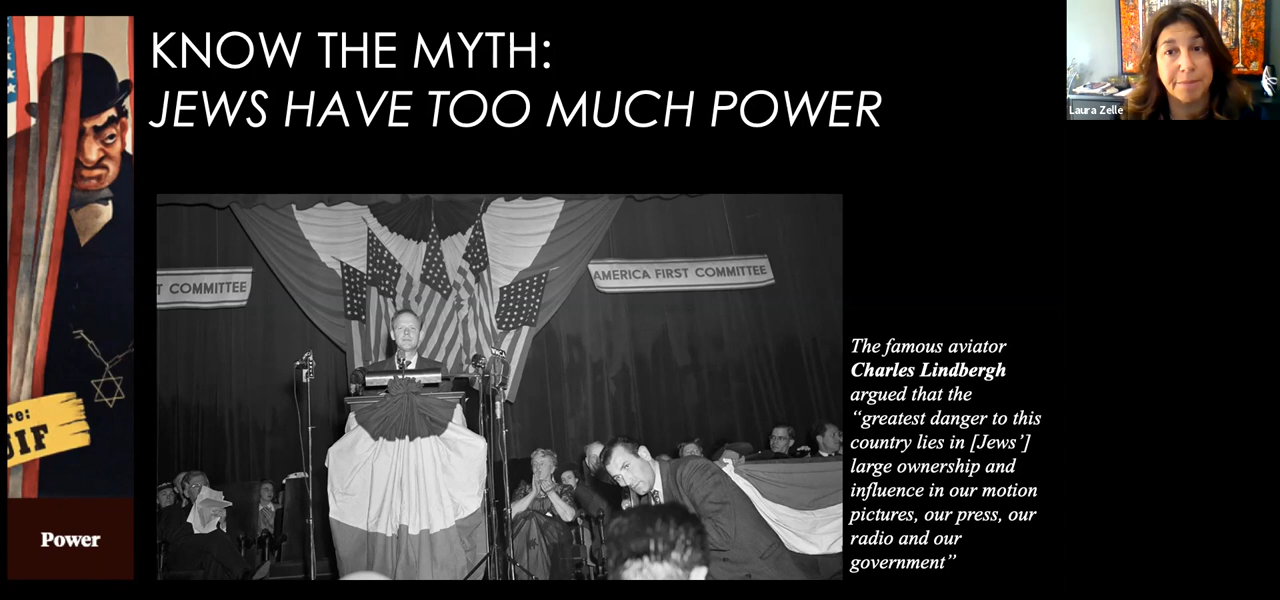 KNOW THE MYTH:
JEWS HAVE TOO MUCH POWER
Laura Zelle
T COMMITTEE
AMERICA FIRST COMMITTEE
The famous aviator
Charles Lindbergh
argued that the
“greatest danger to this
country lies in [Jews’]
large ownership and
influence in our motion
pictures, our press, our
radio and our
government”
re:
UIF
Power